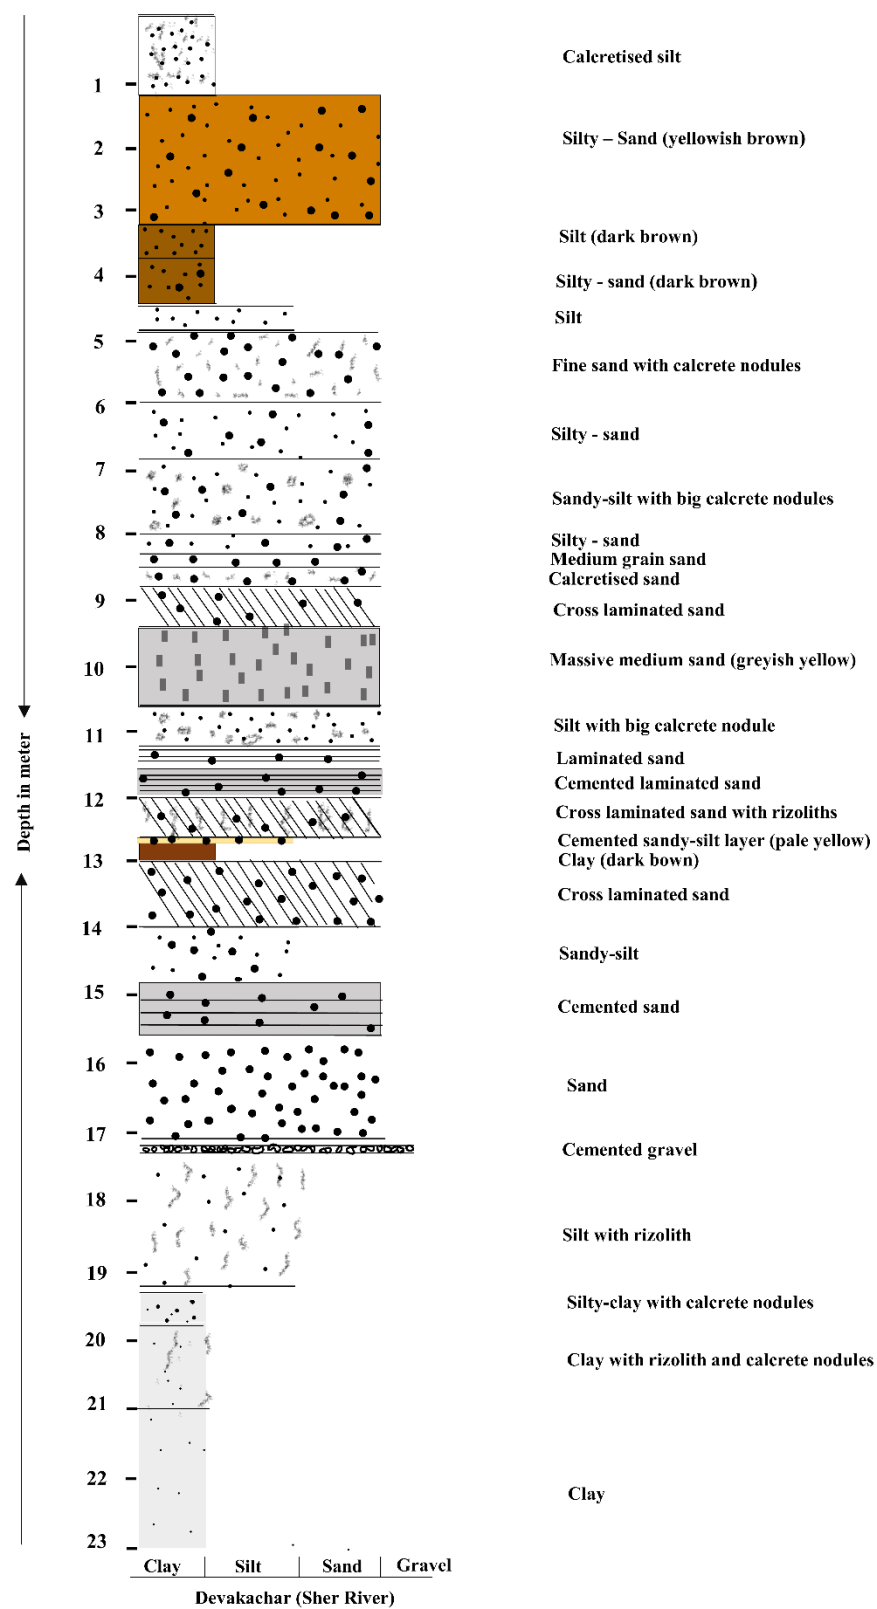 Calcretised silt
1
Silty – Sand (yellowish brown)
2
3
Silt (dark brown)
4
Silty - sand (dark brown)
Silt
5
Fine sand with calcrete nodules
6
Silty - sand
7
Sandy-silt with big calcrete nodules
8
Silty - sand
Medium grain sand
Calcretised sand
9
Cross laminated sand
10
Massive medium sand (greyish yellow)
11
Silt with big calcrete nodule
Depth in meter
Laminated sand
Cemented laminated sand
12
Cross laminated sand with rizoliths
Cemented sandy-silt layer (pale yellow)
13
Clay (dark bown)
Cross laminated sand
14
Sandy-silt
15
Cemented sand
16
Sand
17
Cemented gravel
18
Silt with rizolith
19
Silty-clay with calcrete nodules
20
Clay with rizolith and calcrete nodules
21
22
Clay
23
Clay Silt Sand Gravel
Devakachar (Sher River)